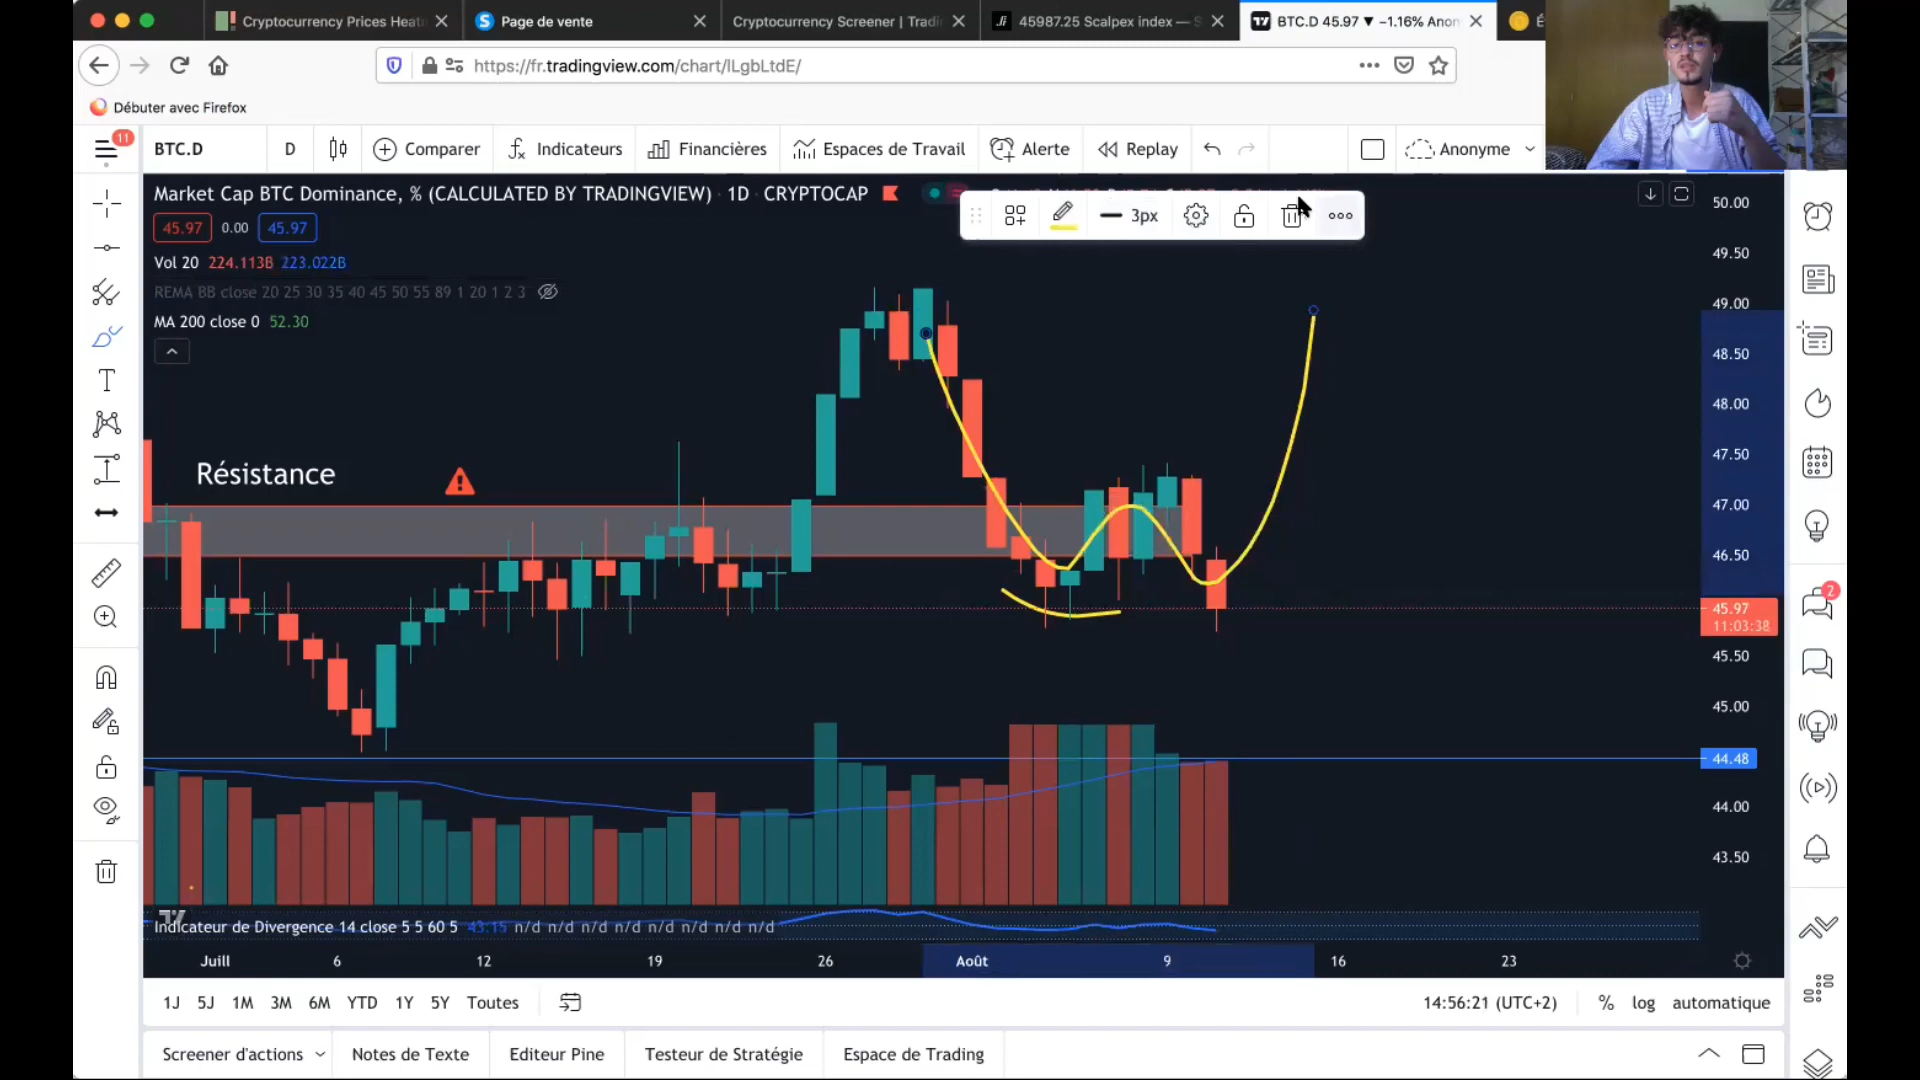 Cryptocurrency Prices Heat
Page de vente
Cryptocurrency Screener | Tradi
45987.25 Scalpex index — S
BTC.D 45.97 ▼ −1.16% Anon
https://fr.tradingview.com/chart/lLgbLtdE/
Débuter avec Firefox
11
BTC.D
D
Comparer
Indicateurs
Financières
Espaces de Travail
Alerte
Replay
Anonyme
Market Cap BTC Dominance, % (CALCULATED BY TRADINGVIEW) · 1D · CRYPTOCAP
3px
45.97 0.00 45.97
Vol 20 224.113B 223.022B
REMA BB close 20 25 30 35 40 45 50 55 89 1 20 1 2 3
MA 200 close 0 52.30
Résistance
50.00
49.50
49.00
48.50
48.00
47.50
47.00
46.50
45.97
11:03:38
45.50
45.00
44.48
44.00
43.50
2
Indicateur de Divergence 14 close 5 5 60 5 43.15 n/d n/d n/d n/d n/d n/d n/d n/d
Juill 6 12 19 26 Août 9 16 23
1J 5J 1M 3M 6M YTD 1Y 5Y Toutes
14:56:21 (UTC+2) % log automatique
Screener d'actions
Notes de Texte
Editeur Pine
Testeur de Stratégie
Espace de Trading